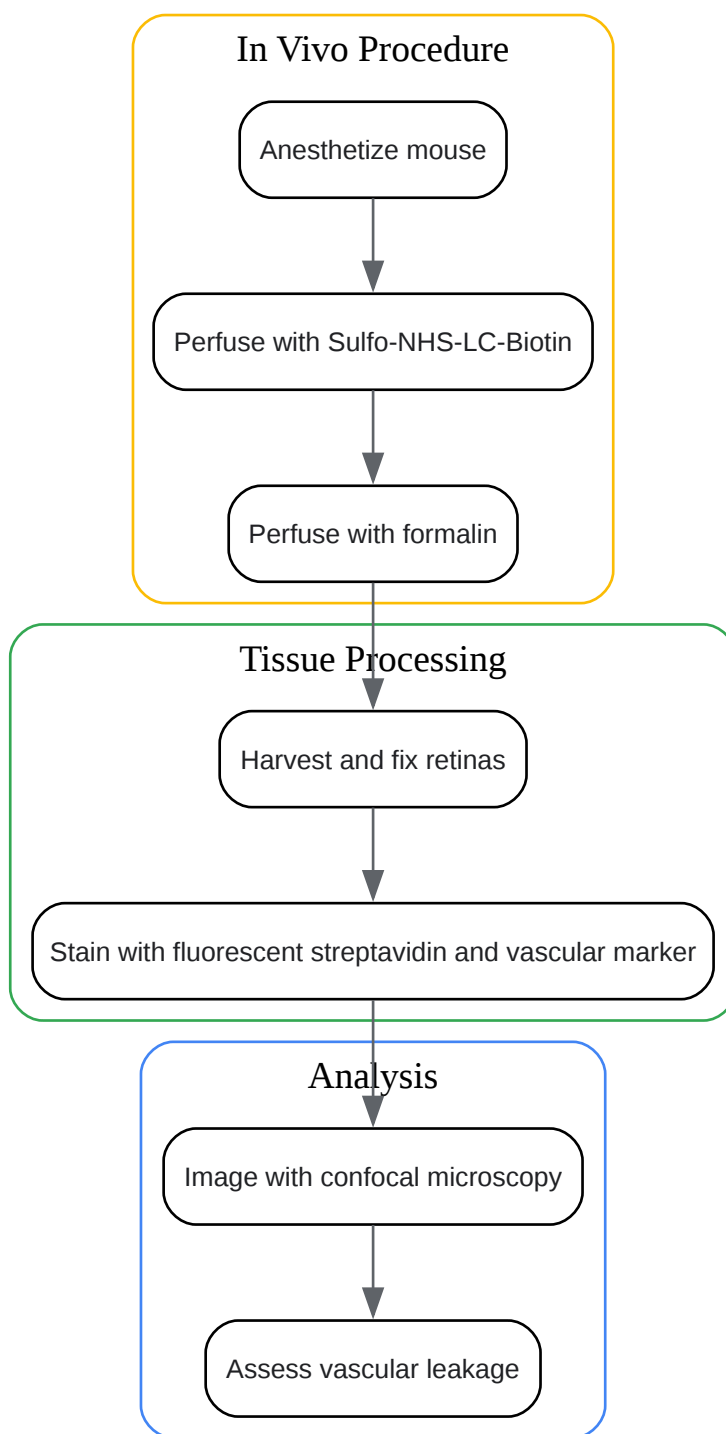 In Vivo Procedure
Anesthetize mouse
Perfuse with Sulfo-NHS-LC-Biotin
Perfuse with formalin
Tissue Processing
Harvest and fix retinas
Stain with fluorescent streptavidin and vascular marker
Analysis
Image with confocal microscopy
Assess vascular leakage